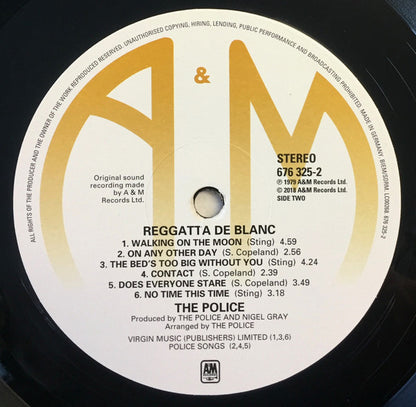 ALL RIGHTS OF THE PRODUCER AND THE OWNER OF THE WORK REPRODUCED RESERVED. UNAUTHORISED COPYING, HIRING, LENDING, PUBLIC PERFORMANCE AND BROADCASTING PROHIBITED. MADE IN GERMANY. BIEM/SDRM. LC00268 676 325-2
A & M
Original sound
recording made
by A & M
Records Ltd.
STEREO
676 325-2
℗ 1979 A&M Records Ltd.
© 2018 A&M Records Ltd.
SIDE TWO
REGGATTA DE BLANC
1. WALKING ON THE MOON (Sting) 4.59
2. ON ANY OTHER DAY (S. Copeland) 2.56
3. THE BED'S TOO BIG WITHOUT YOU (Sting) 4.24
4. CONTACT (S. Copeland) 2.39
5. DOES EVERYONE STARE (S. Copeland) 3.49
6. NO TIME THIS TIME (Sting) 3.18
THE POLICE
Produced by THE POLICE AND NIGEL GRAY
Arranged by THE POLICE
VIRGIN MUSIC (PUBLISHERS) LIMITED (1,3,6)
POLICE SONGS (2,4,5)
A&M